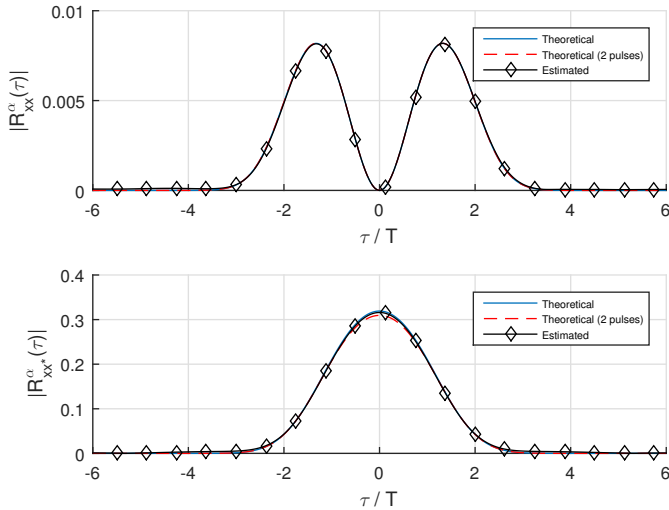 0.01
0.005
0
|R^α_xx(τ)|
-6 -4 -2 0 2 4 6
τ / T
Theoretical
Theoretical (2 pulses)
Estimated
0.4
0.3
0.2
0.1
0
|R^α_xx*(τ)|
-6 -4 -2 0 2 4 6
τ / T
Theoretical
Theoretical (2 pulses)
Estimated